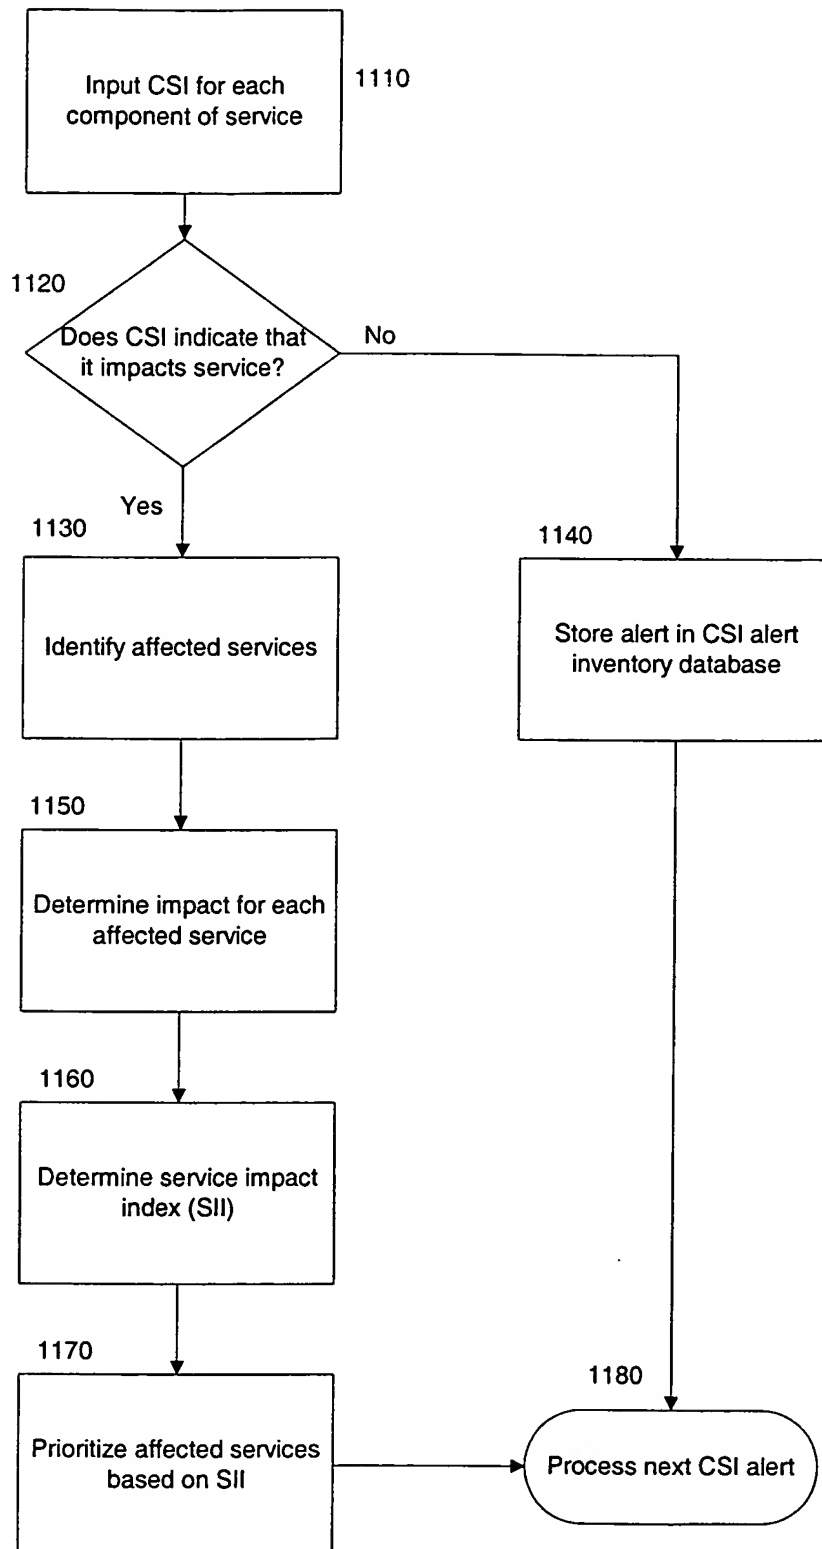 Input CSI for each
component of service
1110
1120
Does CSI indicate that
it impacts service?
No
Yes
1130
Identify affected services
1140
Store alert in CSI alert
inventory database
1150
Determine impact for each
affected service
1160
Determine service impact
index (SII)
1170
Prioritize affected services
based on SII
1180
Process next CSI alert